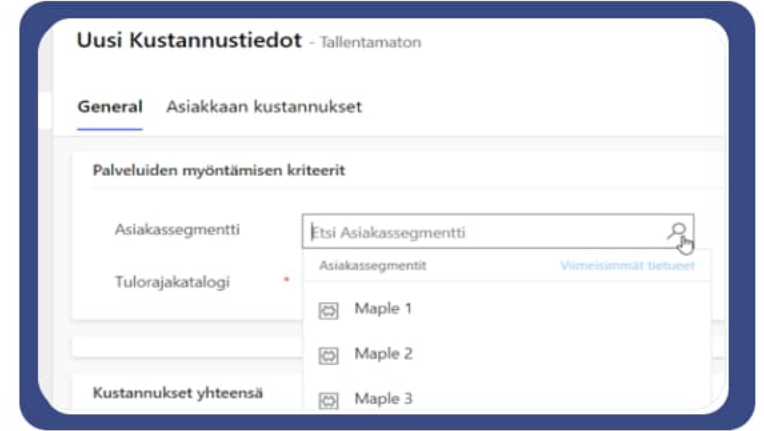 Uusi Kustannustiedot - Tallentamaton
General Asiakkaan kustannukset
Palveluiden myöntämisen kriteerit
Asiakassegmentti Etsi Asiakassegmentti
Asiakassegmentit Viimeisimmät tietueet
Tulorajakatalogi *
Maple 1
Maple 2
Kustannukset yhteensä Maple 3